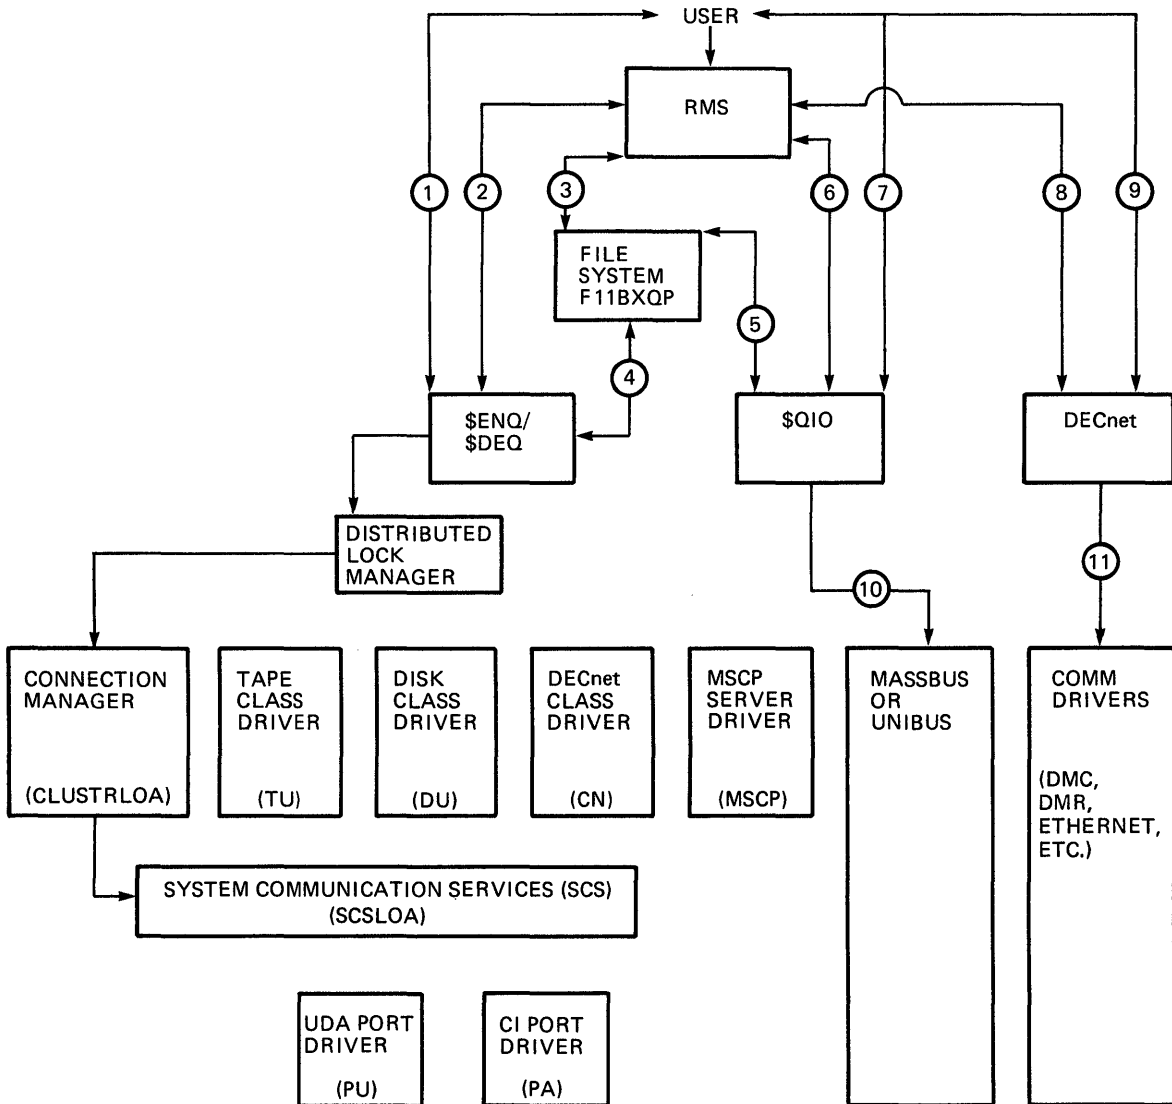 USER
RMS
1
2
3
6
7
8
9
FILE
SYSTEM
F11BXQP
5
4
$ENQ/
$DEQ
$QIO
DECnet
DISTRIBUTED
LOCK
MANAGER
10
11
CONNECTION
MANAGER
(CLUSTRLOA)
TAPE
CLASS
DRIVER
(TU)
DISK
CLASS
DRIVER
(DU)
DECnet
CLASS
DRIVER
(CN)
MSCP
SERVER
DRIVER
(MSCP)
MASSBUS
OR
UNIBUS
COMM
DRIVERS
(DMC,
DMR,
ETHERNET,
ETC.)
SYSTEM COMMUNICATION SERVICES (SCS)
(SCSLOA)
UDA PORT
DRIVER
(PU)
CI PORT
DRIVER
(PA)